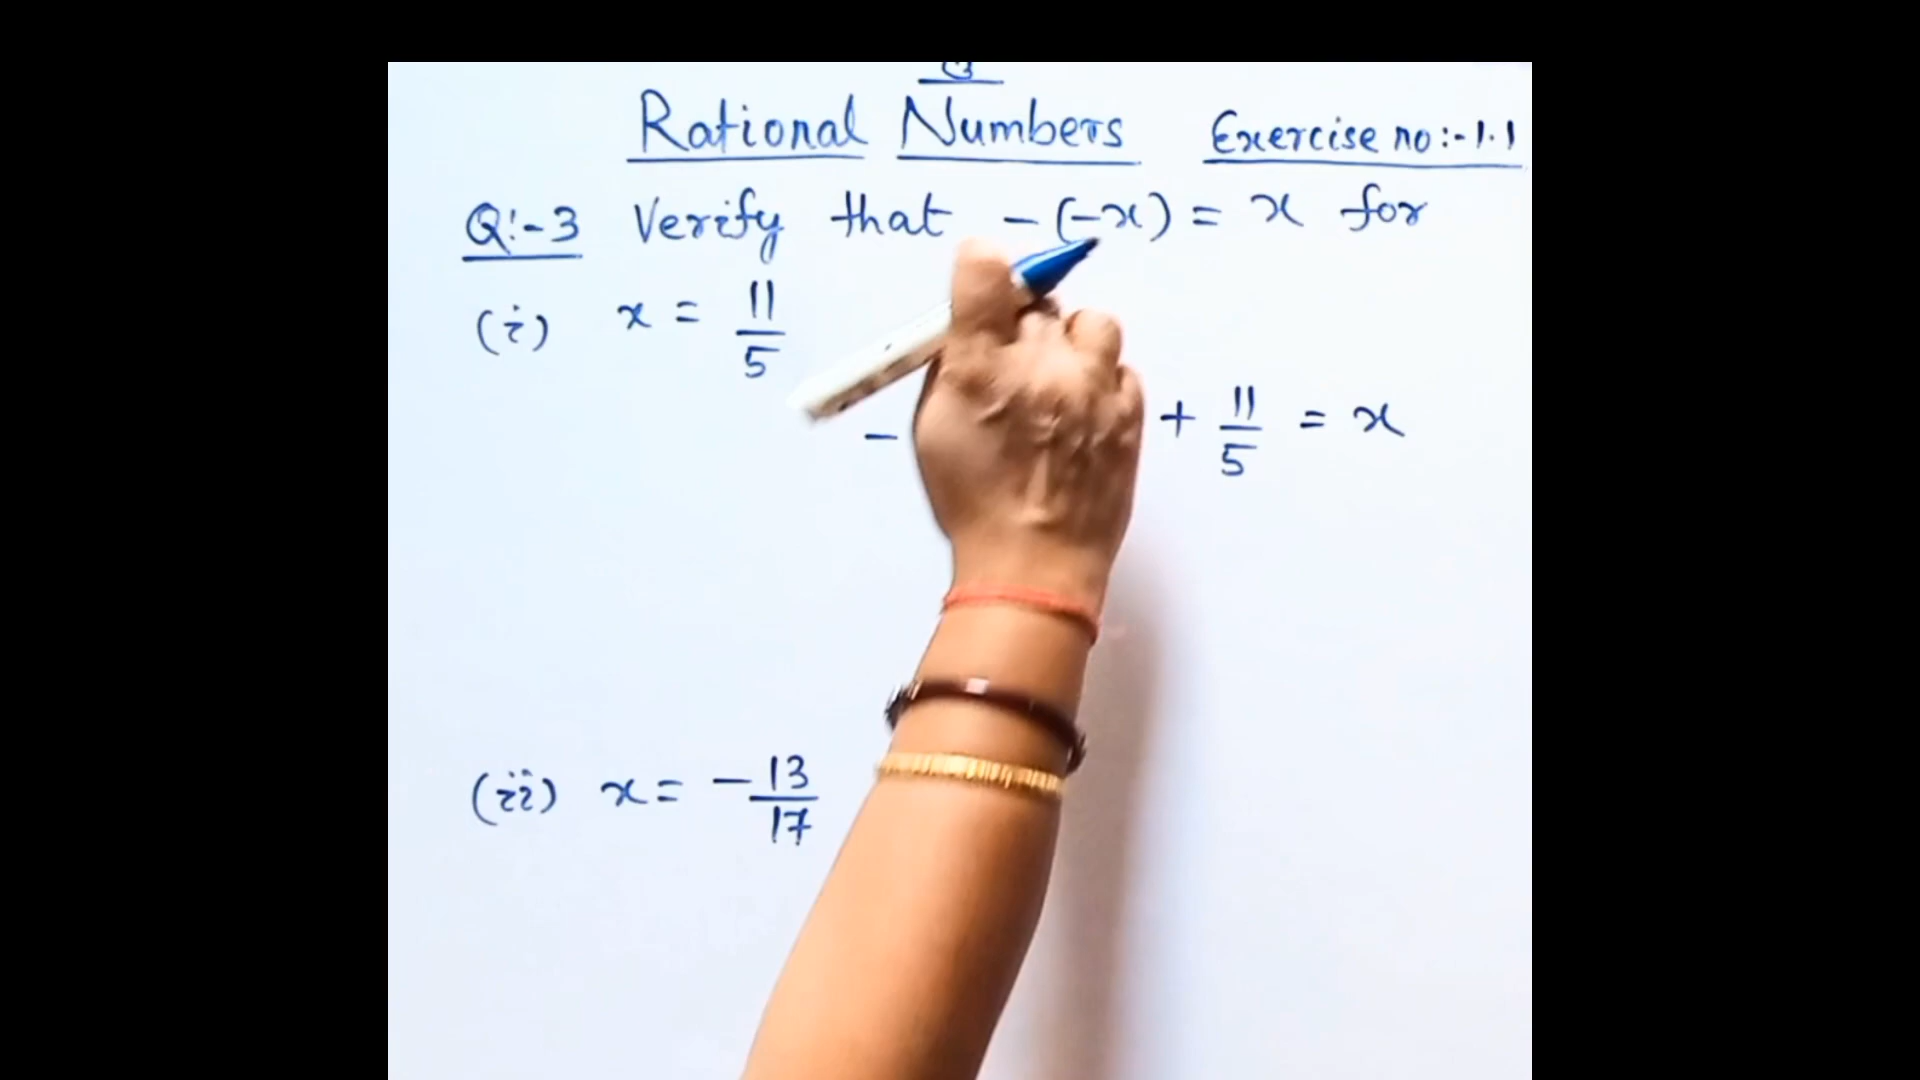 Rational Numbers Exercise no:-1.1
Q:-3 Verify that -(-x) = x for
(i) x = 11/5
- + 11/5 = x
(ii) x = -13/17